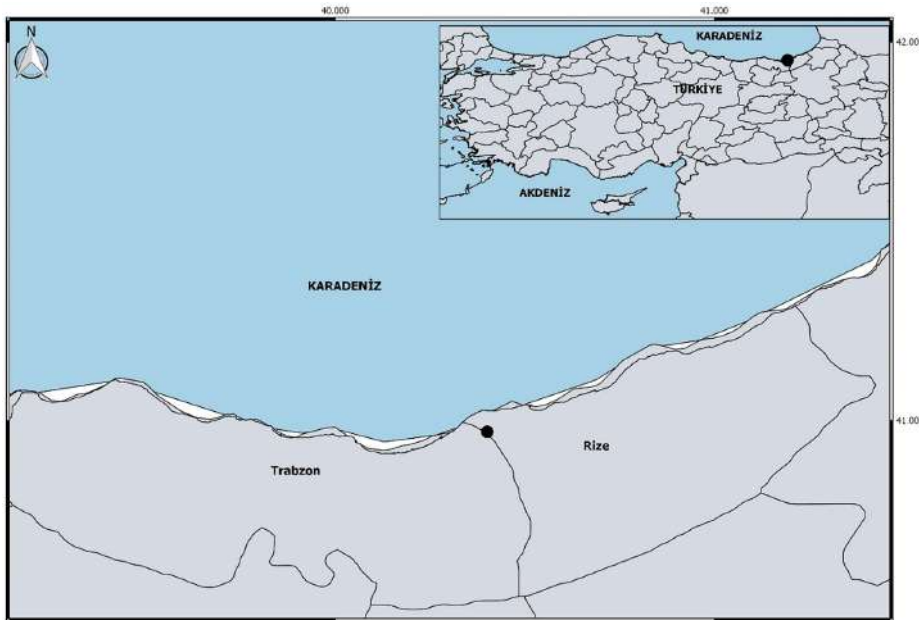 40.000
41.000
N
KARADENİZ
42.00
TÜRKİYE
AKDENİZ
KARADENİZ
41.00
Rize
Trabzon